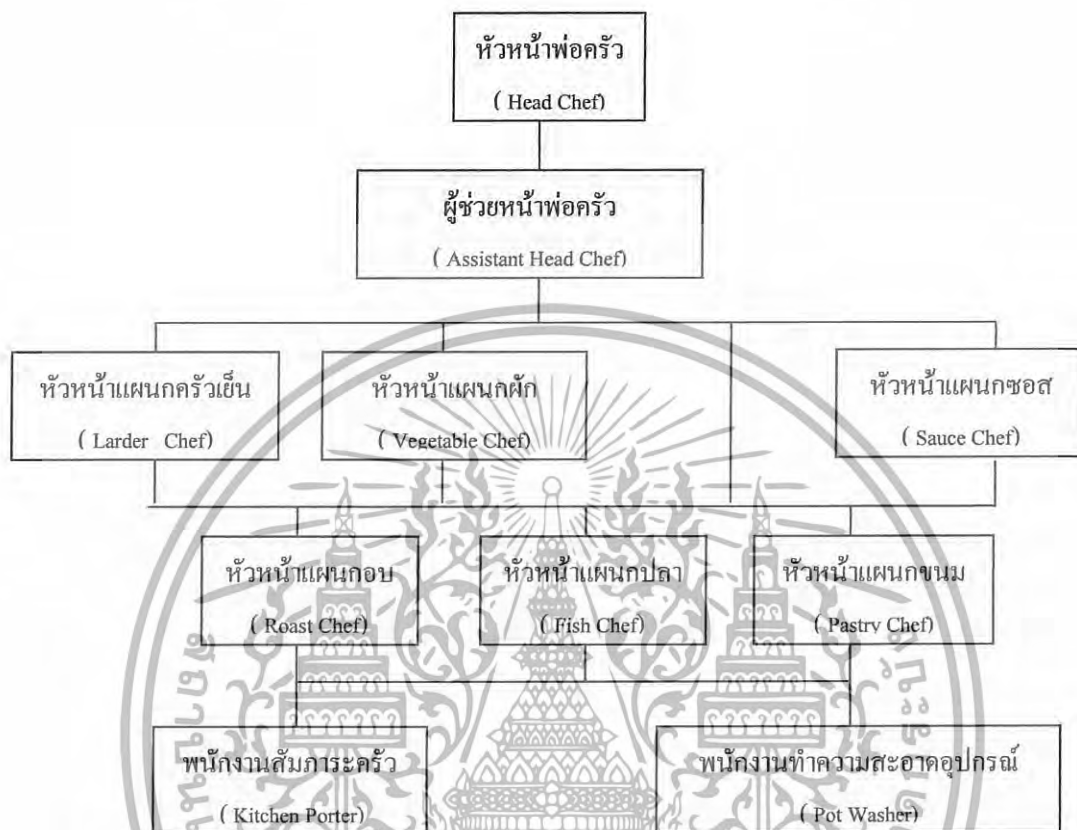 หัวหน้าพ่อครัว
( Head Chef)
ผู้ช่วยหน้าพ่อครัว
( Assistant Head Chef)
หัวหน้าแผนกครัวเย็น
( Larder Chef)
หัวหน้าแผนกผัก
( Vegetable Chef)
หัวหน้าแผนกซอส
( Sauce Chef)
หัวหน้าแผนกอบ
( Roast Chef)
หัวหน้าแผนกปลา
( Fish Chef)
หัวหน้าแผนกขนม
( Pastry Chef)
พนักงานสัมภาระครัว
( Kitchen Porter)
พนักงานทำความสะอาดอุปกรณ์
( Pot Washer)